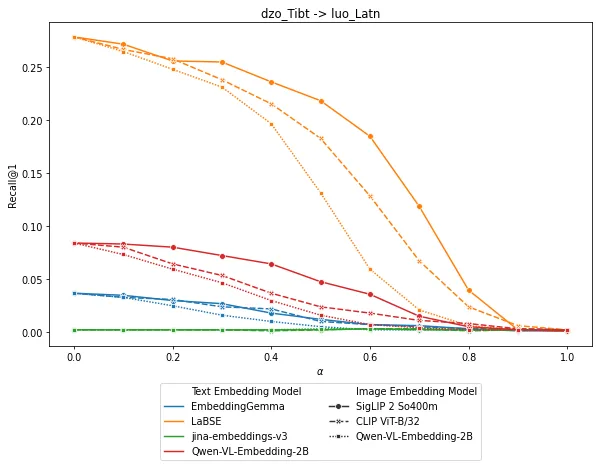 dzo_Tibt -> luo_Latn
Recall@1
0.25
0.20
0.15
0.10
0.05
0.00
0.0 0.2 0.4 0.6 0.8 1.0
α
Text Embedding Model Image Embedding Model
EmbeddingGemma SigLIP 2 So400m
LaBSE CLIP ViT-B/32
jina-embeddings-v3 Qwen-VL-Embedding-2B
Qwen-VL-Embedding-2B